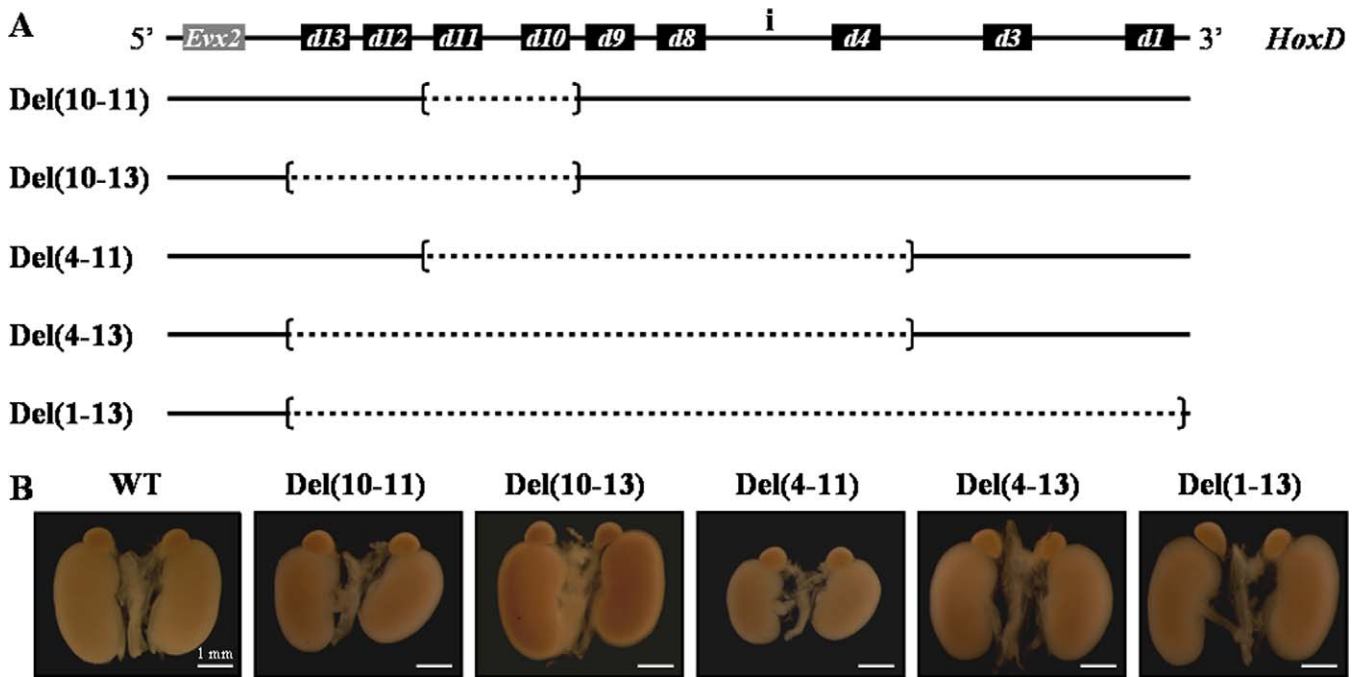 A
i
5’ Evx2 d13 d12 d11 d10 d9 d8 d4 d3 d1 3’ HoxD
Del(10-11)
Del(10-13)
Del(4-11)
Del(4-13)
Del(1-13)
B WT Del(10-11) Del(10-13) Del(4-11) Del(4-13) Del(1-13)
1 mm